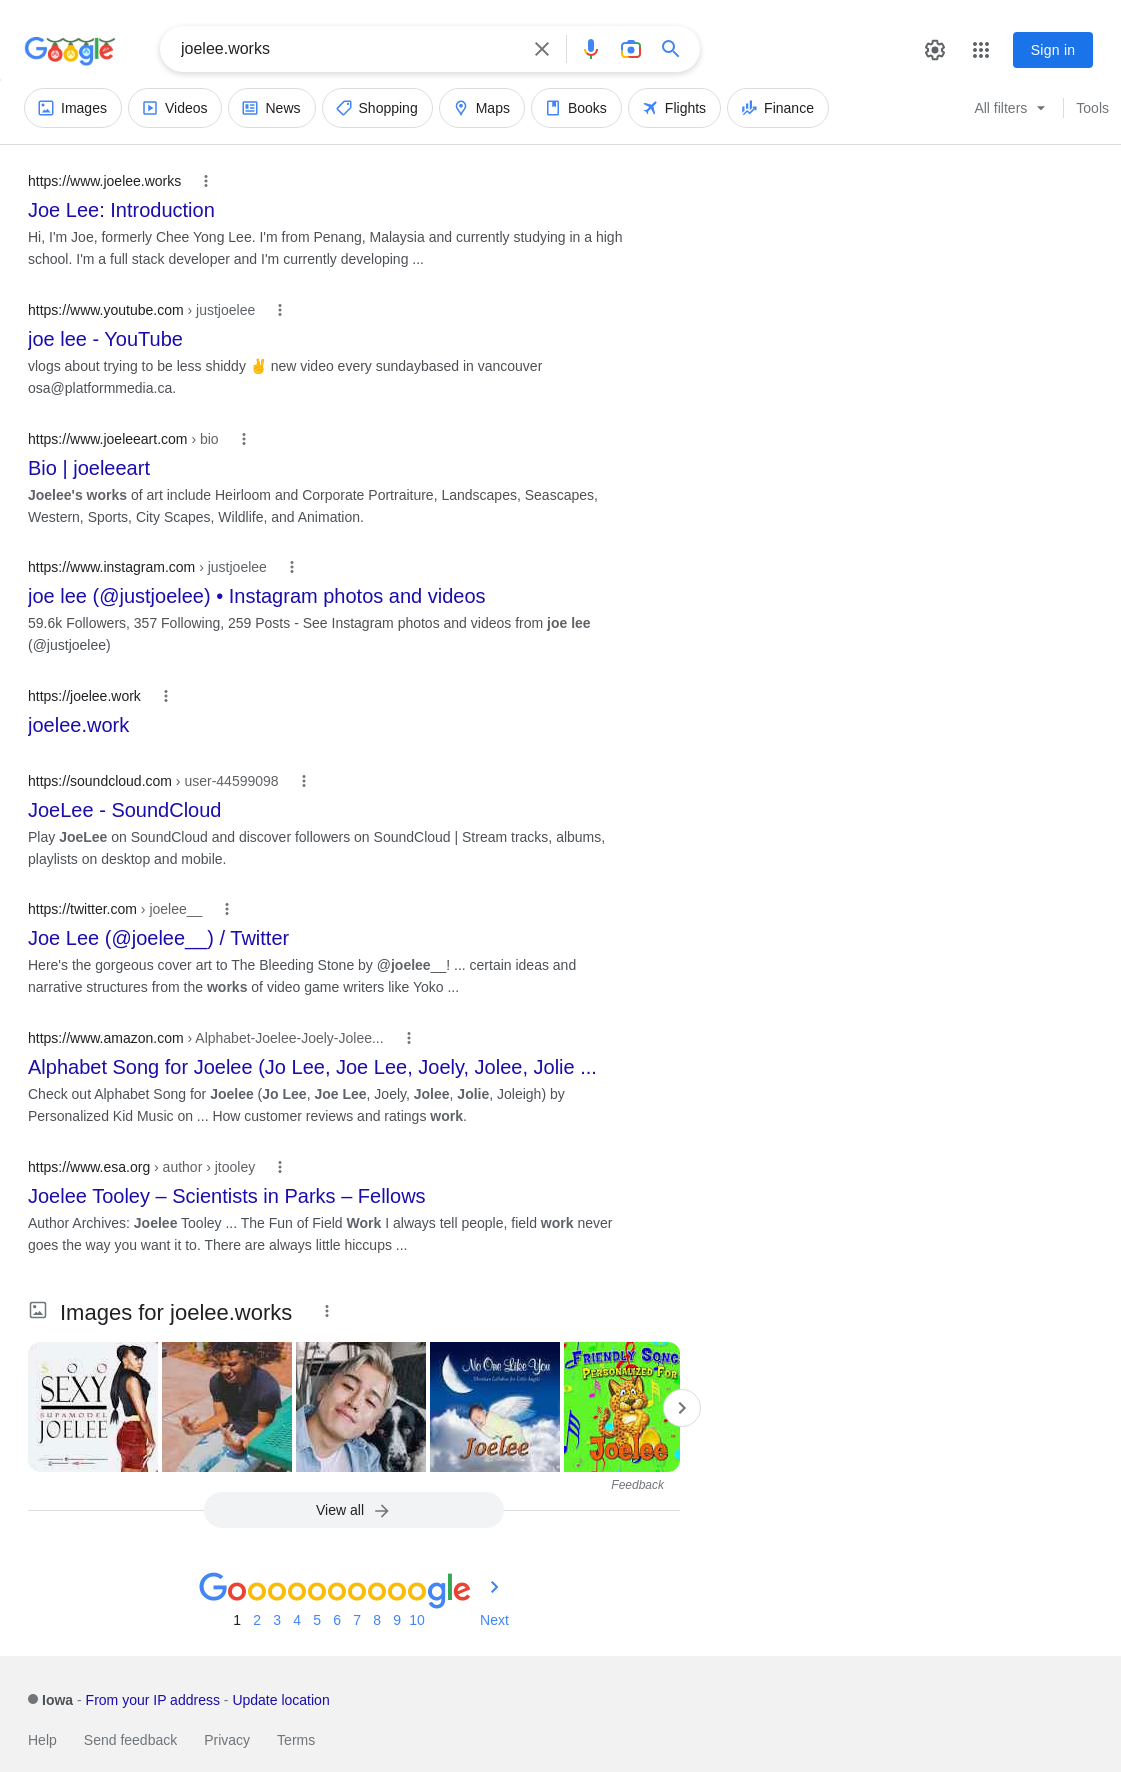 Google
joelee.works
Sign in
Images
Videos
News
Shopping
Maps
Books
Flights
Finance
All filters
Tools
https://www.joelee.works
Joe Lee: Introduction
Hi, I'm Joe, formerly Chee Yong Lee. I'm from Penang, Malaysia and currently studying in a high
school. I'm a full stack developer and I'm currently developing ...
https://www.youtube.com › justjoelee
joe lee - YouTube
vlogs about trying to be less shiddy ✌️ new video every sundaybased in vancouver
osa@platformmedia.ca.
https://www.joeleeart.com › bio
Bio | joeleeart
Joelee's works of art include Heirloom and Corporate Portraiture, Landscapes, Seascapes,
Western, Sports, City Scapes, Wildlife, and Animation.
https://www.instagram.com › justjoelee
joe lee (@justjoelee) • Instagram photos and videos
59.6k Followers, 357 Following, 259 Posts - See Instagram photos and videos from joe lee
(@justjoelee)
https://joelee.work
joelee.work
https://soundcloud.com › user-44599098
JoeLee - SoundCloud
Play JoeLee on SoundCloud and discover followers on SoundCloud | Stream tracks, albums,
playlists on desktop and mobile.
https://twitter.com › joelee__
Joe Lee (@joelee__) / Twitter
Here's the gorgeous cover art to The Bleeding Stone by @joelee__! ... certain ideas and
narrative structures from the works of video game writers like Yoko ...
https://www.amazon.com › Alphabet-Joelee-Joely-Jolee...
Alphabet Song for Joelee (Jo Lee, Joe Lee, Joely, Jolee, Jolie ...
Check out Alphabet Song for Joelee (Jo Lee, Joe Lee, Joely, Jolee, Jolie, Joleigh) by
Personalized Kid Music on ... How customer reviews and ratings work.
https://www.esa.org › author › jtooley
Joelee Tooley – Scientists in Parks – Fellows
Author Archives: Joelee Tooley ... The Fun of Field Work I always tell people, field work never
goes the way you want it to. There are always little hiccups ...
Images for joelee.works
SOO
SEXY
SUPAMODEL
JOELEE
No One Like You
Christian Lullabies for Little Angels
Joelee
FRIENDLY SONG
PERSONALIZED FOR
Joelee
Feedback
View all
Goooooooooogle
1 2 3 4 5 6 7 8 9 10 Next
Iowa - From your IP address - Update location
Help Send feedback Privacy Terms